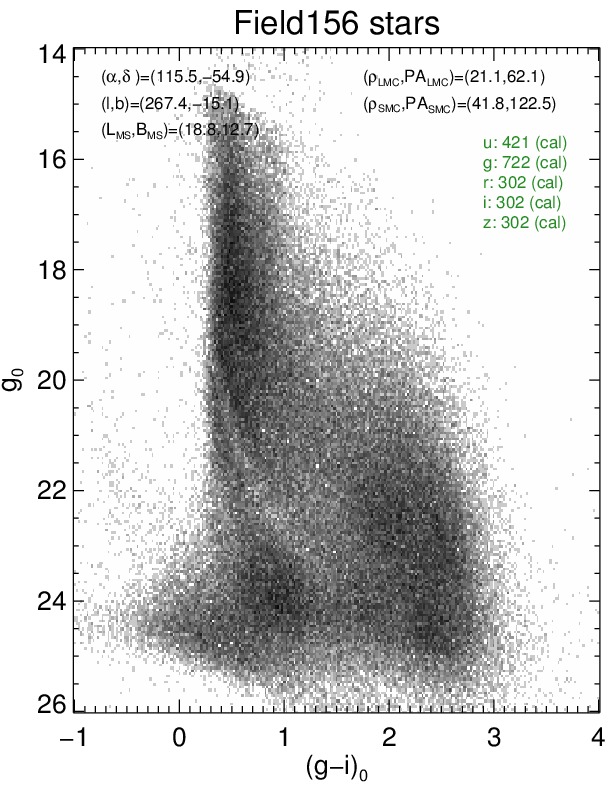 Field156 stars
(α,δ )=(115.5,−54.9)
(ρLMC,PALMC)=(21.1,62.1)
(l,b)=(267.4,−15.1)
(ρSMC,PASMC)=(41.8,122.5)
(LMS,BMS)=(18.8,12.7)
u: 421 (cal)
g: 722 (cal)
r: 302 (cal)
i: 302 (cal)
z: 302 (cal)
14
16
18
20
22
24
26
g0
−1 0 1 2 3 4
(g−i)0